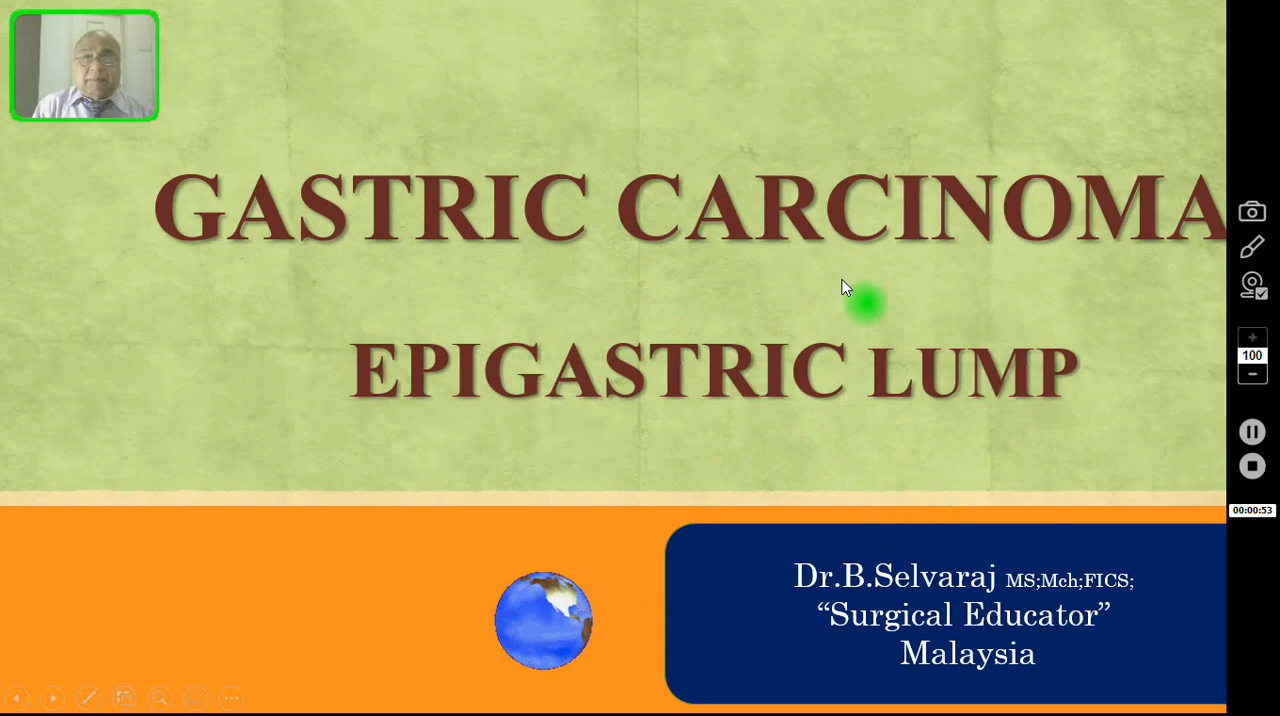 GASTRIC CARCINOMA
EPIGASTRIC LUMP
100
00:00:53
Dr.B.Selvaraj MS;Mch;FICS;
“Surgical Educator”
Malaysia